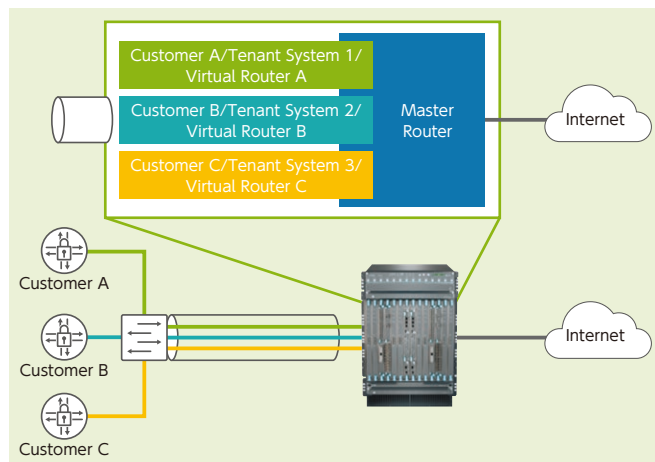 Customer A/Tenant System 1/
Virtual Router A
Customer B/Tenant System 2/
Virtual Router B
Customer C/Tenant System 3/
Virtual Router C
Master
Router
Internet
Customer A
Customer B
Customer C
Internet